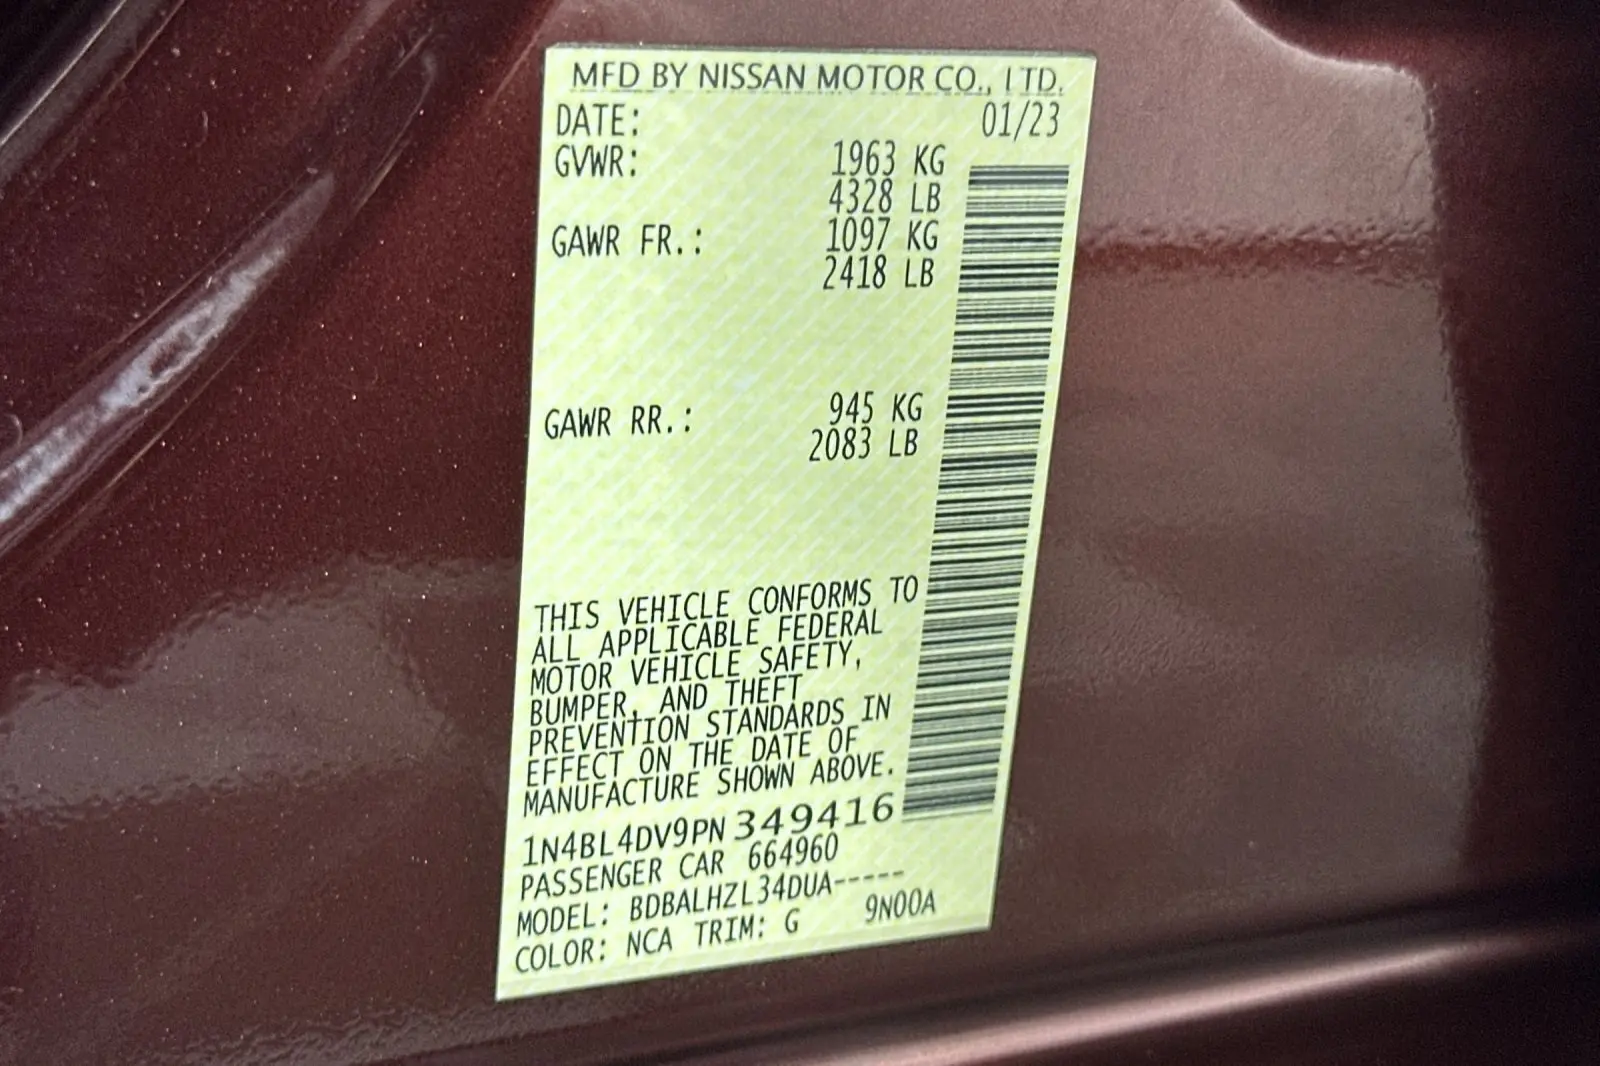 MFD BY NISSAN MOTOR CO., LTD.
DATE: 01/23
GVWR: 1963 KG
4328 LB
GAWR FR.: 1097 KG
2418 LB
GAWR RR.: 945 KG
2083 LB
THIS VEHICLE CONFORMS TO
ALL APPLICABLE FEDERAL
MOTOR VEHICLE SAFETY,
BUMPER, AND THEFT
PREVENTION STANDARDS IN
EFFECT ON THE DATE OF
MANUFACTURE SHOWN ABOVE.
1N4BL4DV9PN349416
PASSENGER CAR 664960
MODEL: BDBALHZL34DUA-----
COLOR: NCA TRIM: G 9N00A